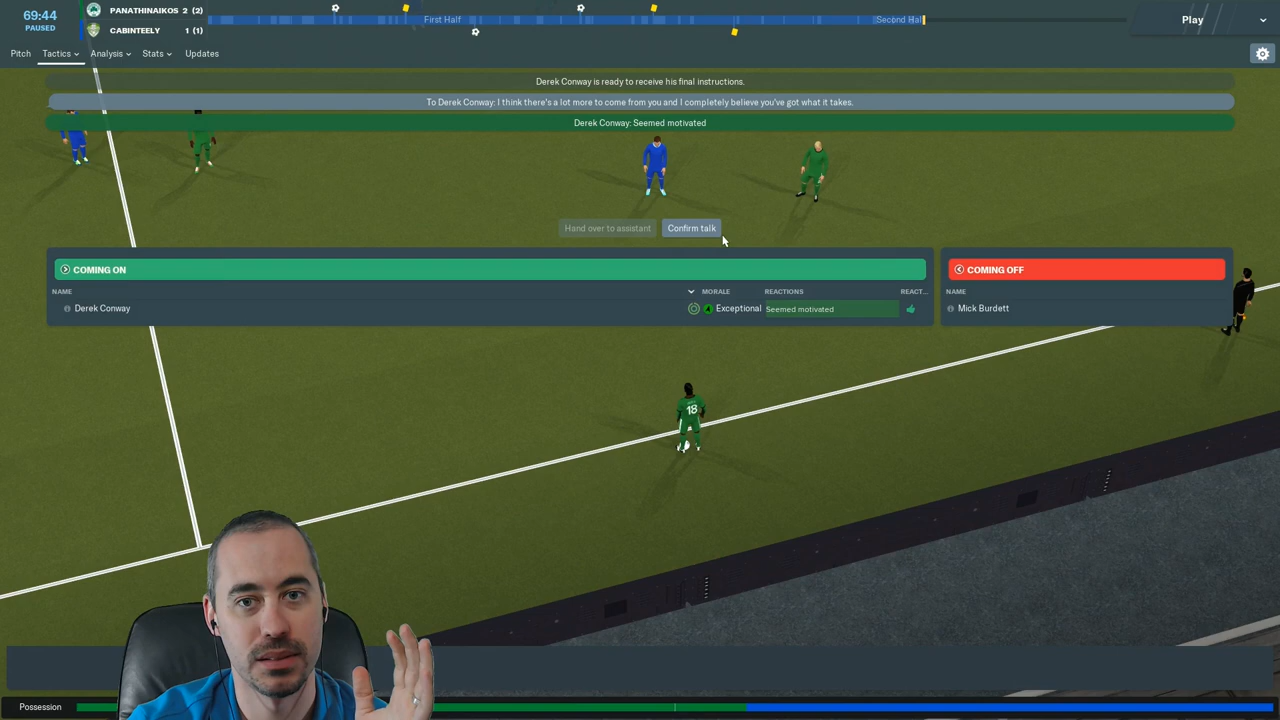 69:44
PAUSED
PANATHINAIKOS 2 (2)
CABINTEELY 1 (1)
First Half
Second Hal
Play
Pitch
Tactics
Analysis
Stats
Updates
Derek Conway is ready to receive his final instructions.
To Derek Conway: I think there's a lot more to come from you and I completely believe you've got what it takes.
Derek Conway: Seemed motivated
Hand over to assistant
Confirm talk
COMING ON
COMING OFF
NAME
MORALE
REACTIONS
REACT...
NAME
Derek Conway
Exceptional
Seemed motivated
Mick Burdett
18
Possession